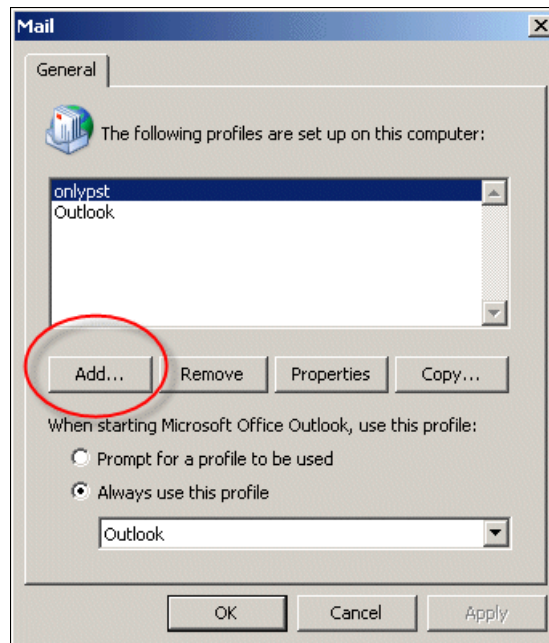 Mail
General
The following profiles are set up on this computer:
onlypst
Outlook
Add... Remove Properties Copy...
When starting Microsoft Office Outlook, use this profile:
Prompt for a profile to be used
Always use this profile
Outlook
OK Cancel Apply